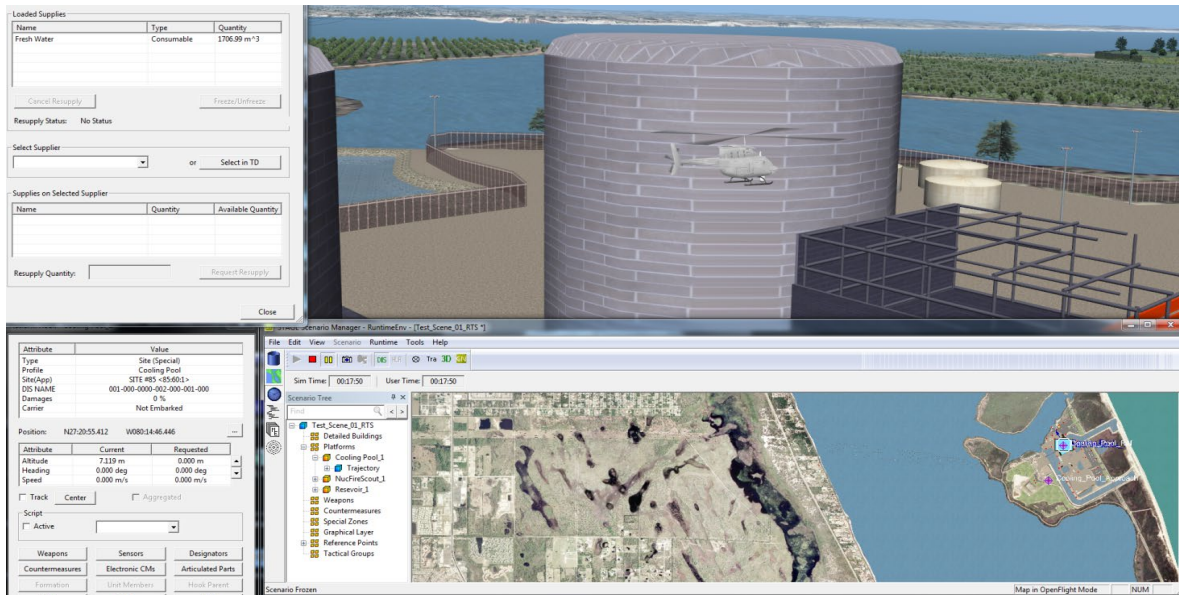 Loaded Supplies
Name Type Quantity
Fresh Water Consumable 1706.99 m^3
Cancel Resupply Freeze/Unfreeze
Resupply Status: No Status
Select Supplier
or Select in TD
Supplies on Selected Supplier
Name Quantity Available Quantity
Resupply Quantity: Request Resupply
Close
Attribute Value
Type Site (Special)
Profile Cooling Pool
Site(App) SITE #85 <85:60:1>
DIS NAME 001-000-0000-002-000-001-000
Damages 0 %
Carrier Not Embarked
Position: N27:20:55.412 W080:14:46.446 ...
Attribute Current Requested
Altitude 7.119 m 0.000 m
Heading 0.000 deg 0.000 deg
Speed 0.000 m/s 0.000 m/s
Track Center Aggregated
Script
Active
Weapons Sensors Designators
Countermeasures Electronic CMs Articulated Parts
Formation Unit Members Hook Parent
Scenario Manager - RuntimeEnv - [Test_Scene_01_RTS *]
File Edit View Scenario Runtime Tools Help
DIS Tra 3D
Sim Time: 00:17:50 User Time: 00:17:50
Scenario Tree
Find < >
Test_Scene_01_RTS
Detailed Buildings
Platforms
Cooling Pool_1
Trajectory
NucFireScout_1
Resevoir_1
Weapons
Countermeasures
Special Zones
Graphical Layer
Reference Points
Tactical Groups
Scenario Frozen Map in OpenFlight Mode NUM